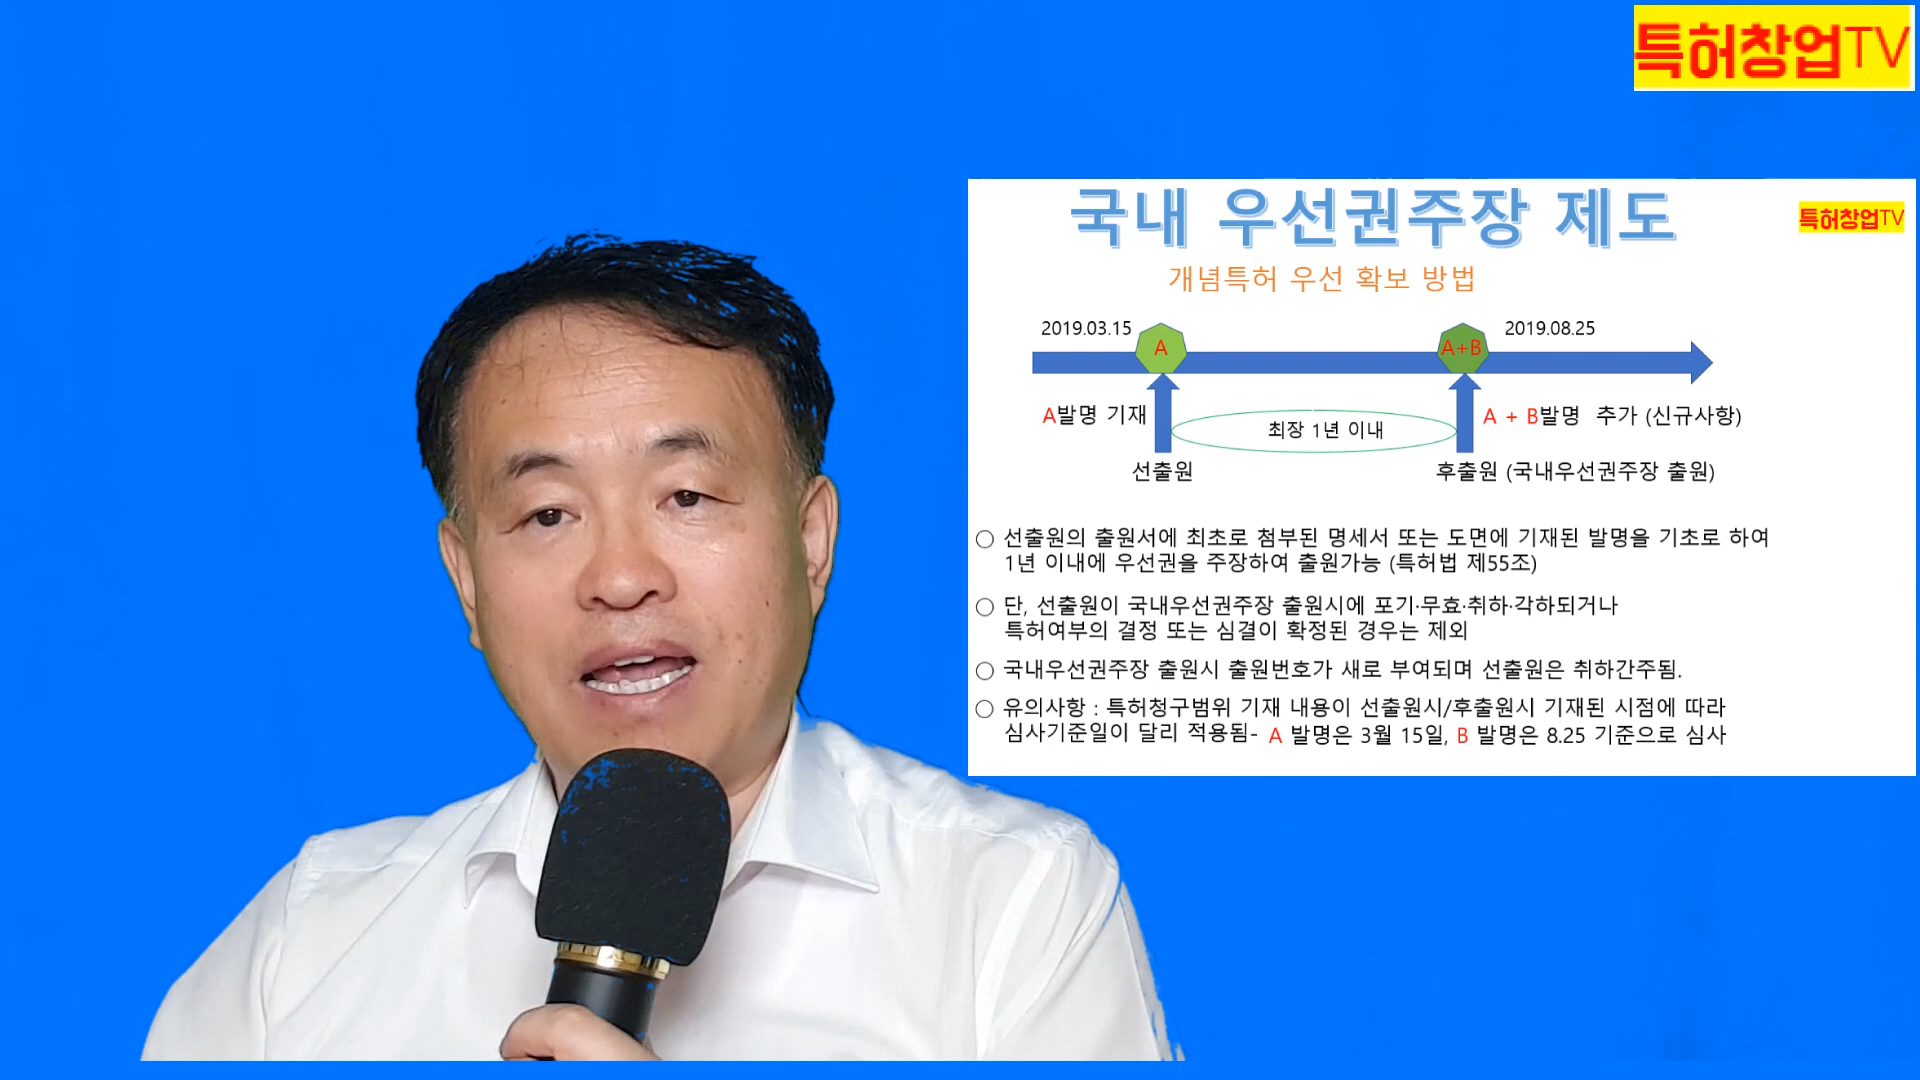 특허창업TV
국내 우선권주장 제도
특허창업TV
개념특허 우선 확보 방법
2019.03.15
A
A+B
2019.08.25
A발명 기재
최장 1년 이내
A + B발명 추가 (신규사항)
선출원
후출원 (국내우선권주장 출원)
○ 선출원의 출원서에 최초로 첨부된 명세서 또는 도면에 기재된 발명을 기초로 하여
1년 이내에 우선권을 주장하여 출원가능 (특허법 제55조)
○ 단, 선출원이 국내우선권주장 출원시에 포기·무효·취하·각하되거나
특허여부의 결정 또는 심결이 확정된 경우는 제외
○ 국내우선권주장 출원시 출원번호가 새로 부여되며 선출원은 취하간주됨.
○ 유의사항 : 특허청구범위 기재 내용이 선출원시/후출원시 기재된 시점에 따라
심사기준일이 달리 적용됨- A 발명은 3월 15일, B 발명은 8.25 기준으로 심사